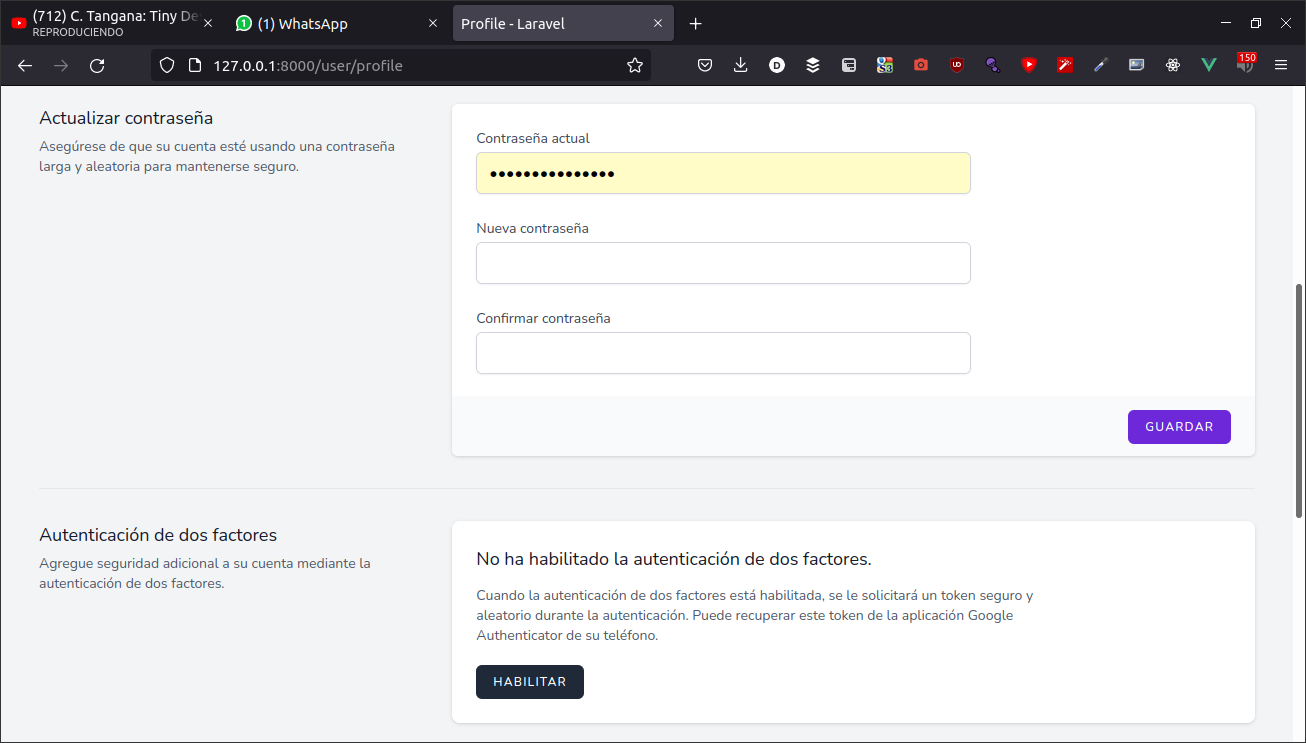 (712) C. Tangana: Tiny De
REPRODUCIENDO
(1) WhatsApp
Profile - Laravel
127.0.0.1:8000/user/profile
150
Actualizar contraseña
Asegúrese de que su cuenta esté usando una contraseña
larga y aleatoria para mantenerse seguro.
Contraseña actual
•••••••••••••••
Nueva contraseña
Confirmar contraseña
GUARDAR
Autenticación de dos factores
Agregue seguridad adicional a su cuenta mediante la
autenticación de dos factores.
No ha habilitado la autenticación de dos factores.
Cuando la autenticación de dos factores está habilitada, se le solicitará un token seguro y
aleatorio durante la autenticación. Puede recuperar este token de la aplicación Google
Authenticator de su teléfono.
HABILITAR